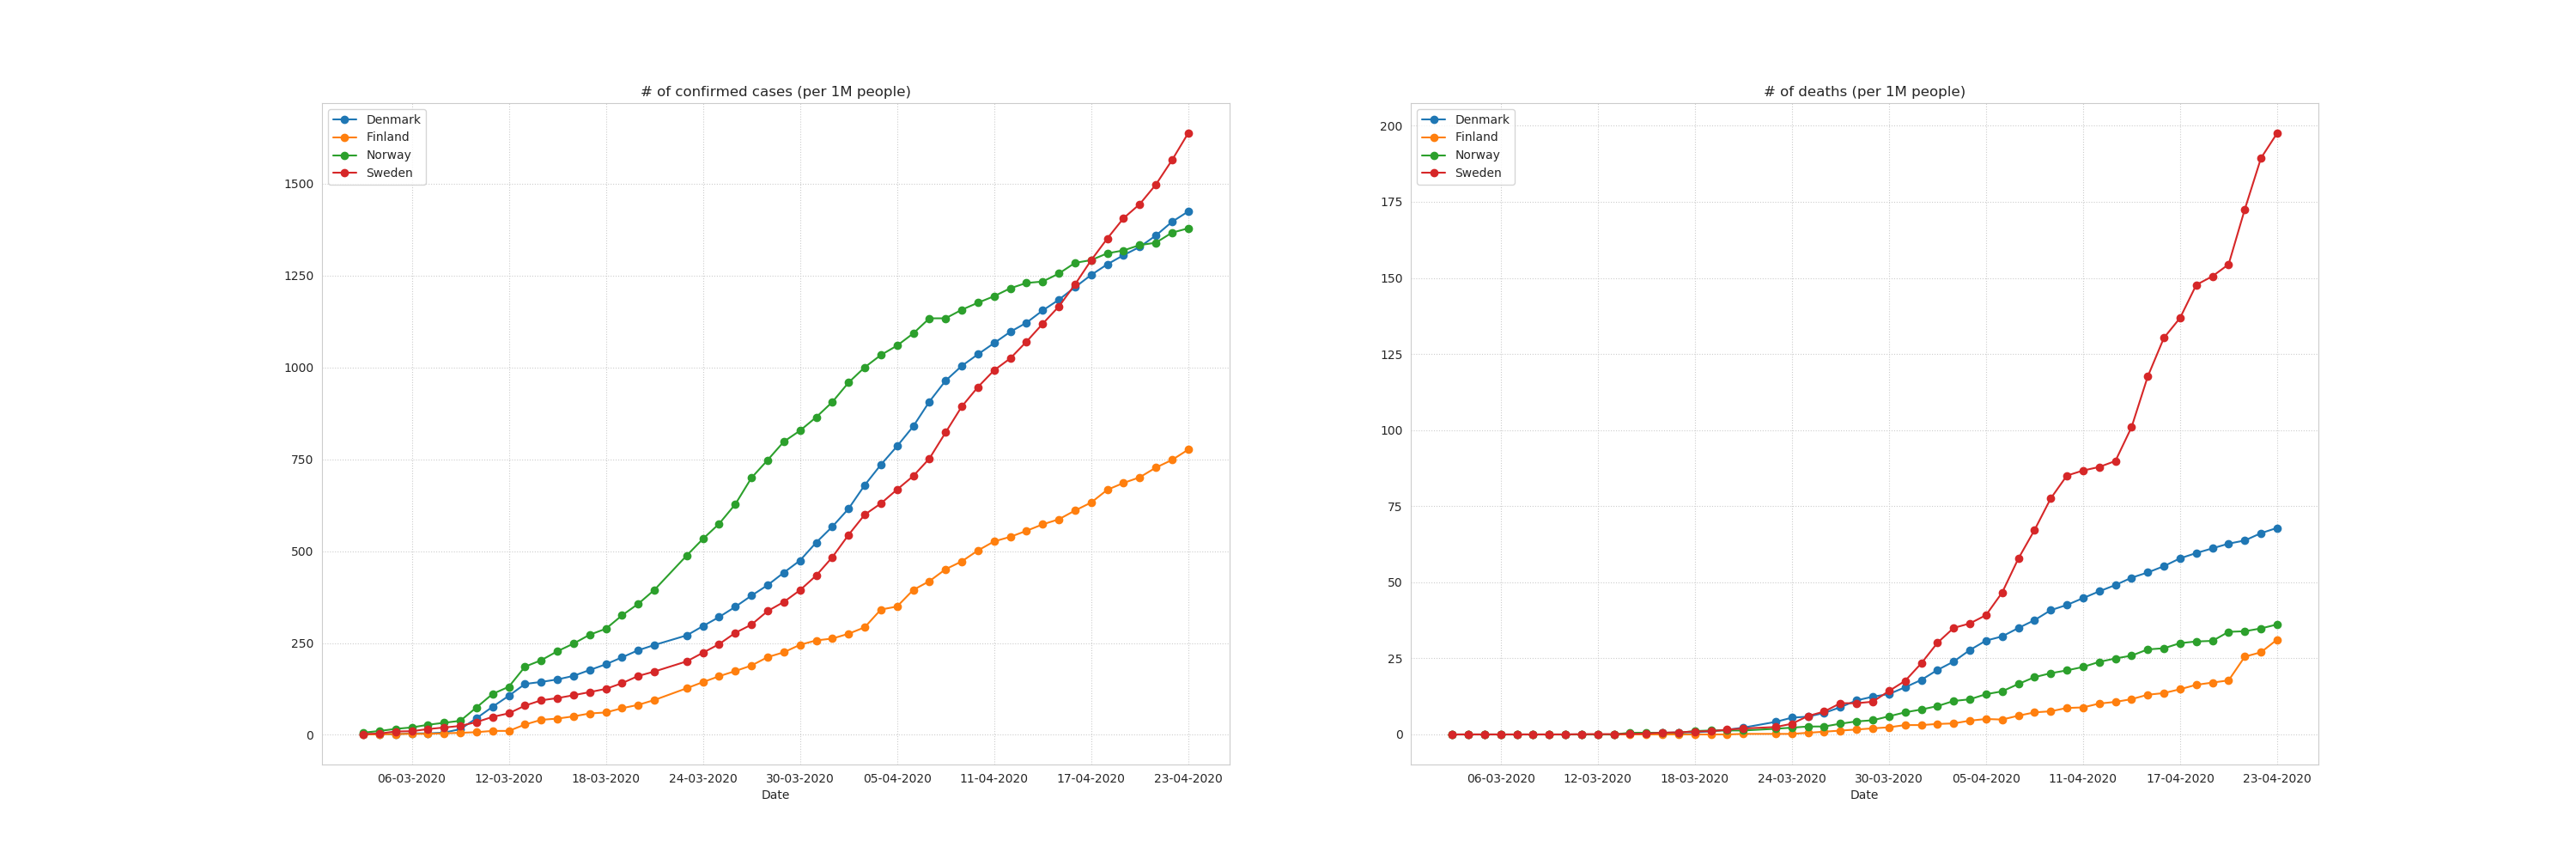 # of confirmed cases (per 1M people)
Denmark
Finland
Norway
Sweden
1500
1250
1000
750
500
250
0
06-03-2020 12-03-2020 18-03-2020 24-03-2020 30-03-2020 05-04-2020 11-04-2020 17-04-2020 23-04-2020
Date
# of deaths (per 1M people)
Denmark
Finland
Norway
Sweden
200
175
150
125
100
75
50
25
0
06-03-2020 12-03-2020 18-03-2020 24-03-2020 30-03-2020 05-04-2020 11-04-2020 17-04-2020 23-04-2020
Date